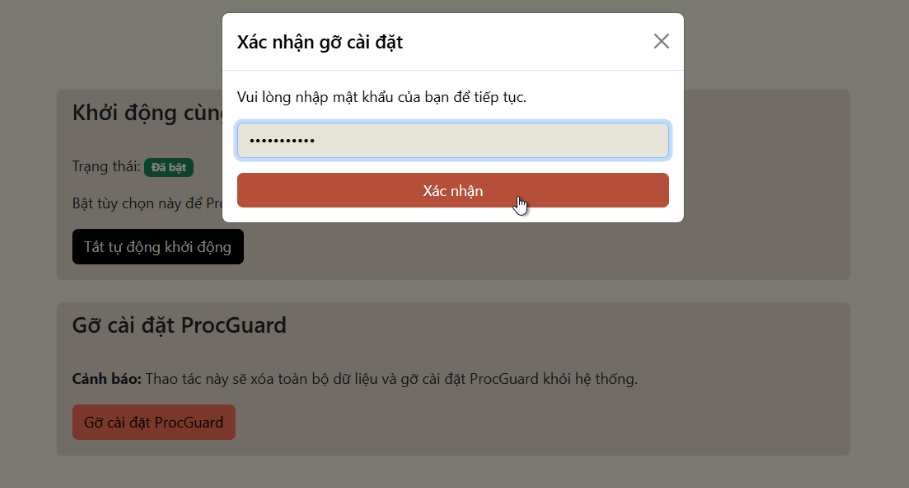 Xác nhận gỡ cài đặt
Vui lòng nhập mật khẩu của bạn để tiếp tục.
•••••••••••
Xác nhận
Khởi động cùng
Trạng thái: Đã bật
Bật tùy chọn này để
Tắt tự động khởi động
Gỡ cài đặt ProcGuard
Cảnh báo: Thao tác này sẽ xóa toàn bộ dữ liệu và gỡ cài đặt ProcGuard khỏi hệ thống.
Gỡ cài đặt ProcGuard